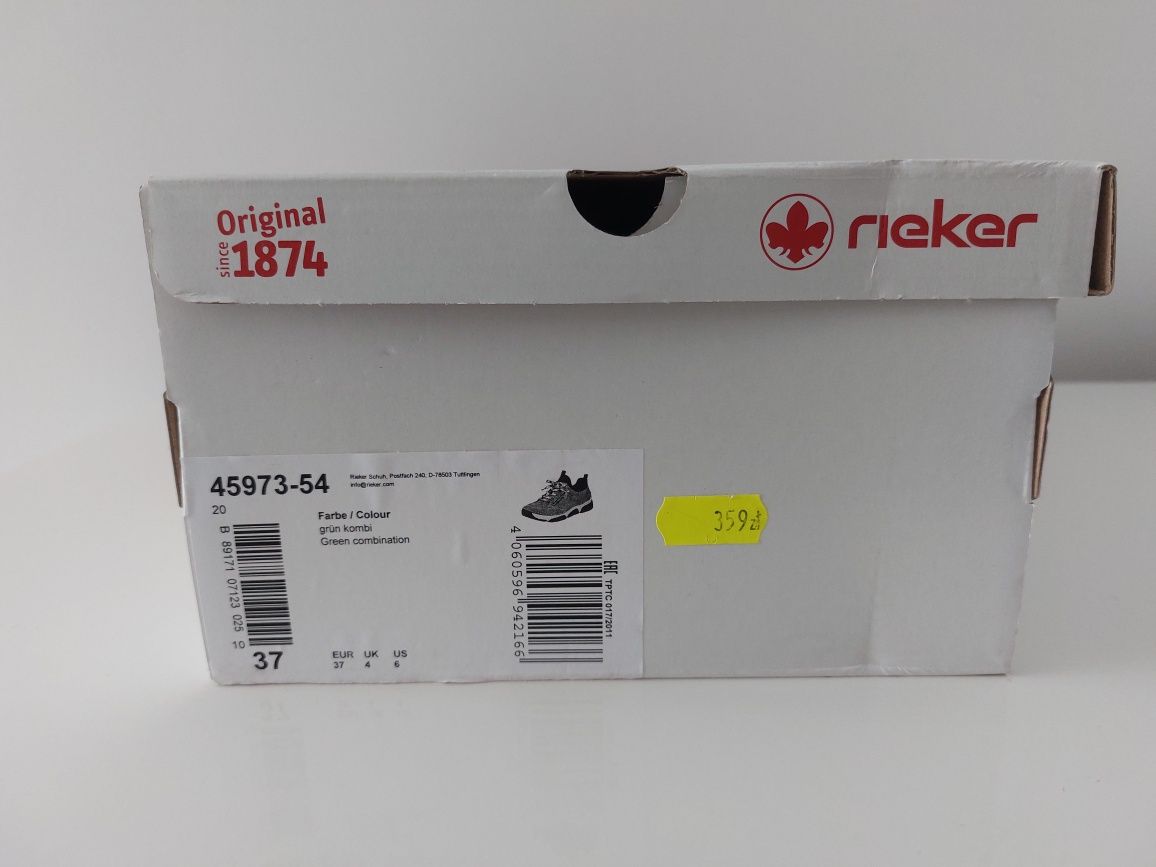 Original
since 1874
rieker
45973-54
20
Rieker Schuh, Postfach 240, D-78503 Tuttlingen
info@rieker.com
Farbe / Colour
grün kombi
Green combination
B 89171 07123 025
10
37
EUR UK US
37 4 6
4 060596 942166
EAC TPTC 017/2011
359 zł